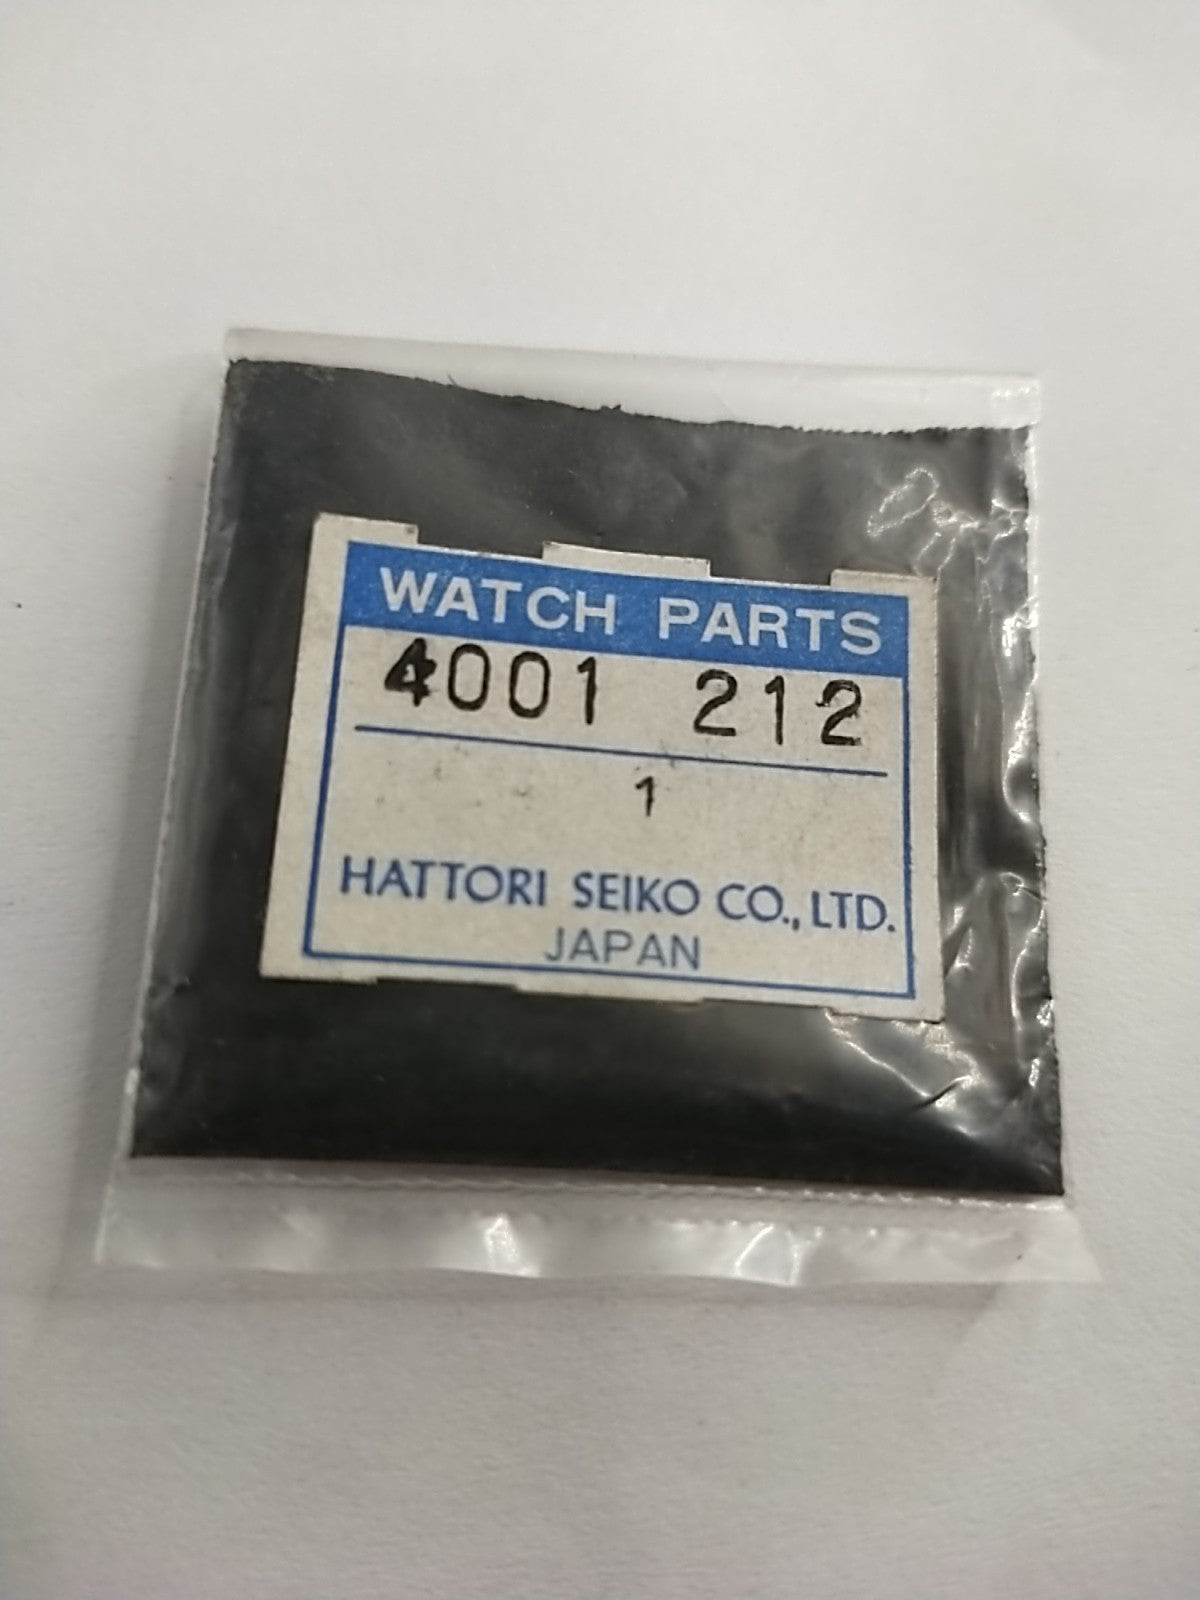 WATCH PARTS
4001 212
1
HATTORI SEIKO CO., LTD.
JAPAN